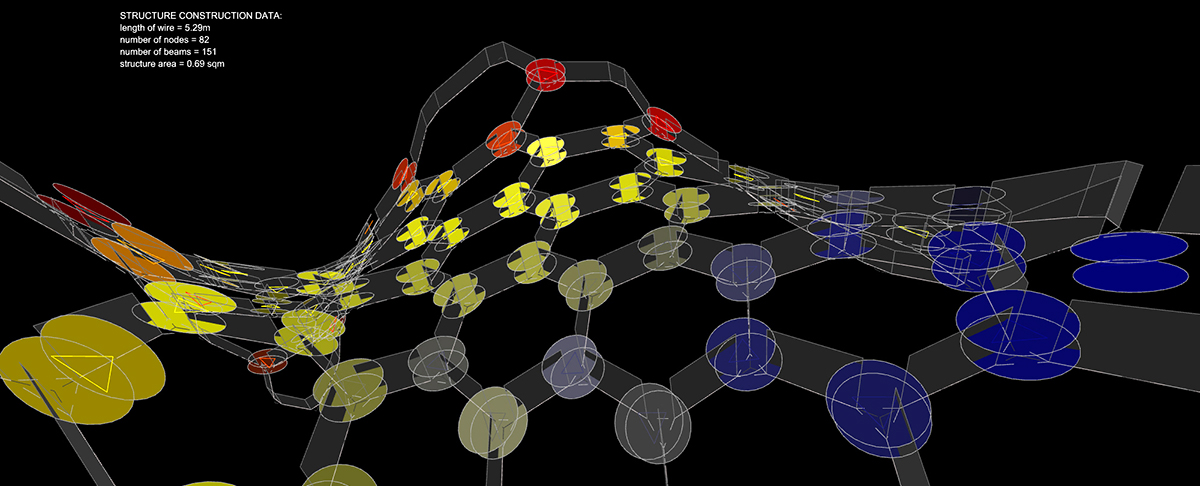 STRUCTURE CONSTRUCTION DATA:
length of wire = 5.29m
number of nodes = 82
number of beams = 151
structure area = 0.69 sqm